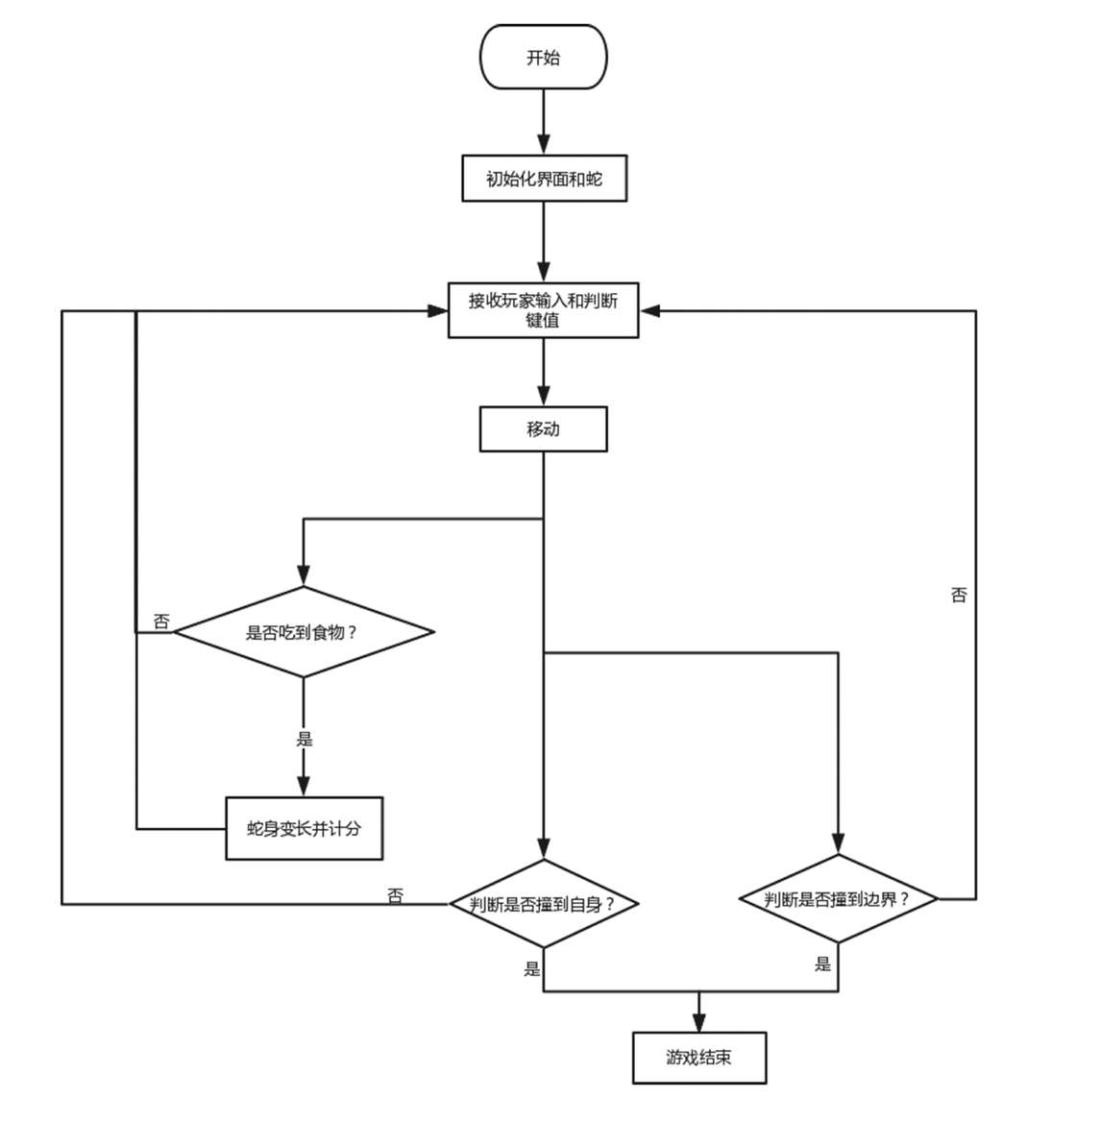 开始
初始化界面和蛇
接收玩家输入和判断
键值
移动
否
否
是否吃到食物？
是
蛇身变长并计分
否
判断是否撞到自身？
判断是否撞到边界？
是
是
游戏结束